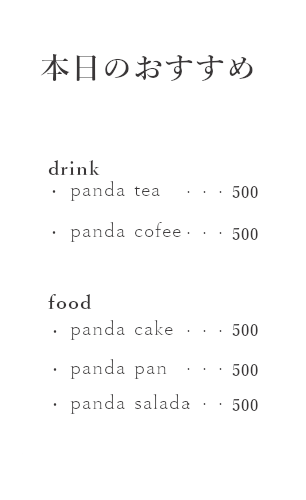 本日のおすすめ
drink
・ panda tea ・・・ 500
・ panda cofee ・・・ 500
food
・ panda cake ・・・ 500
・ panda pan ・・・ 500
・ panda salada ・・・ 500